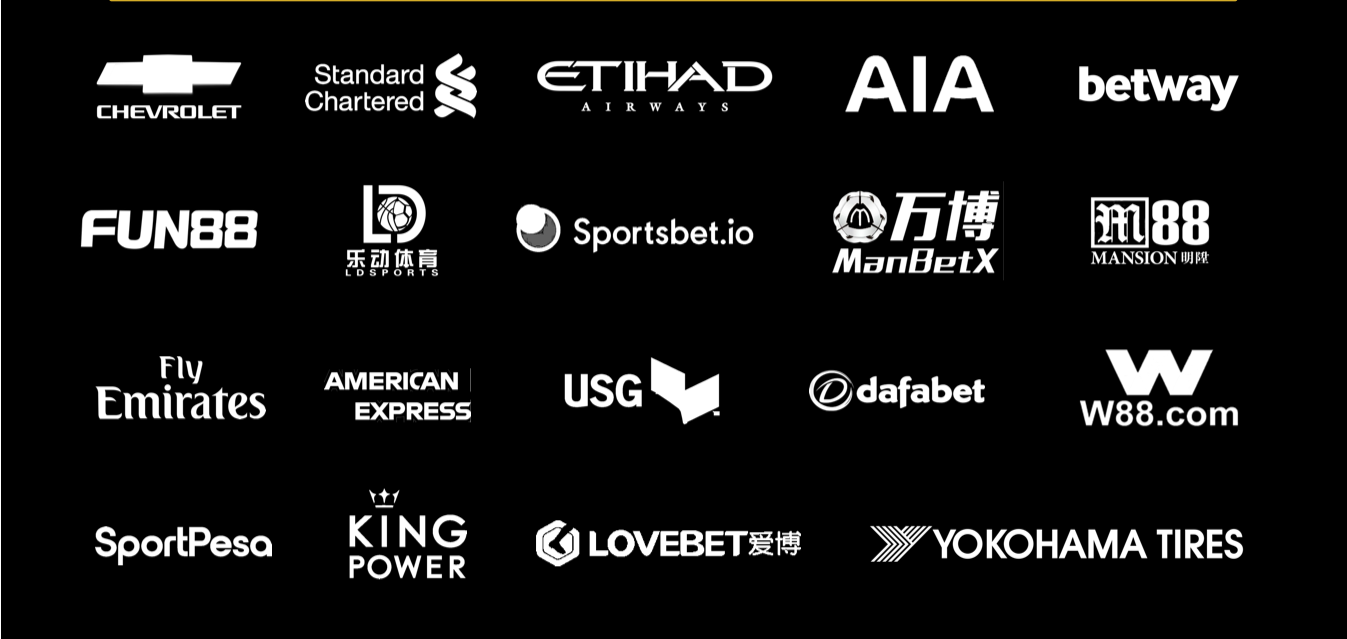 CHEVROLET
Standard
Chartered
ETIHAD
AIRWAYS
AIA
betway
FUN88
LD
乐动体育
LDSPORTS
Sportsbet.io
万博
ManBetX
M88
MANSION 明陞
Fly
Emirates
AMERICAN
EXPRESS
USG
D dafabet
W
W88.com
SportPesa
KING
POWER
LOVEBET爱博
YOKOHAMA TIRES